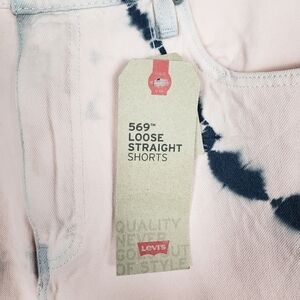 569™
LOOSE
STRAIGHT
SHORTS
QUALITY
NEVER
GOES OUT
OF STYLE
Levi's